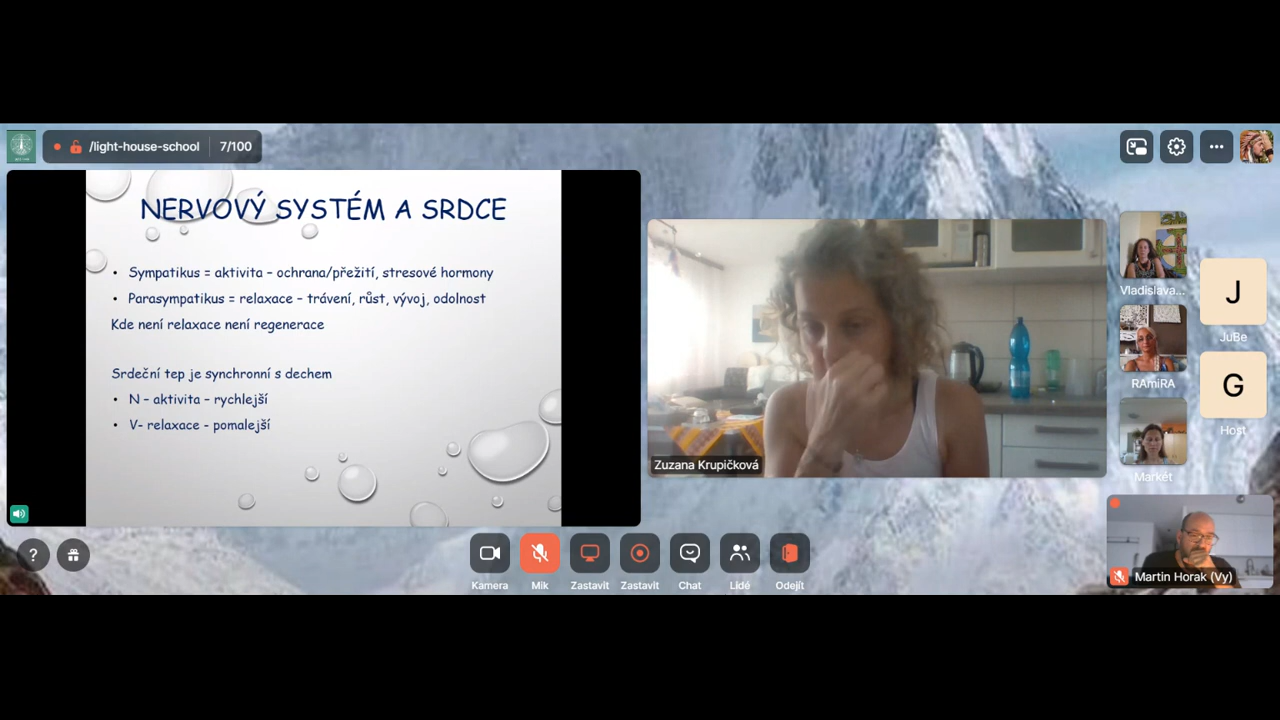 /light-house-school
7/100
NERVOVÝ SYSTÉM A SRDCE
• Sympatikus = aktivita – ochrana/přežití, stresové hormony
• Parasympatikus = relaxace – trávení, růst, vývoj, odolnost
Kde není relaxace není regenerace
Srdeční tep je synchronní s dechem
• N – aktivita – rychlejší
• V- relaxace - pomalejší
Zuzana Krupičková
Vladislava...
RAmiRA
Markét
J
JuBe
G
Host
Martin Horak (Vy)
?
Kamera
Mik
Zastavit
Zastavit
Chat
Lidé
Odejít